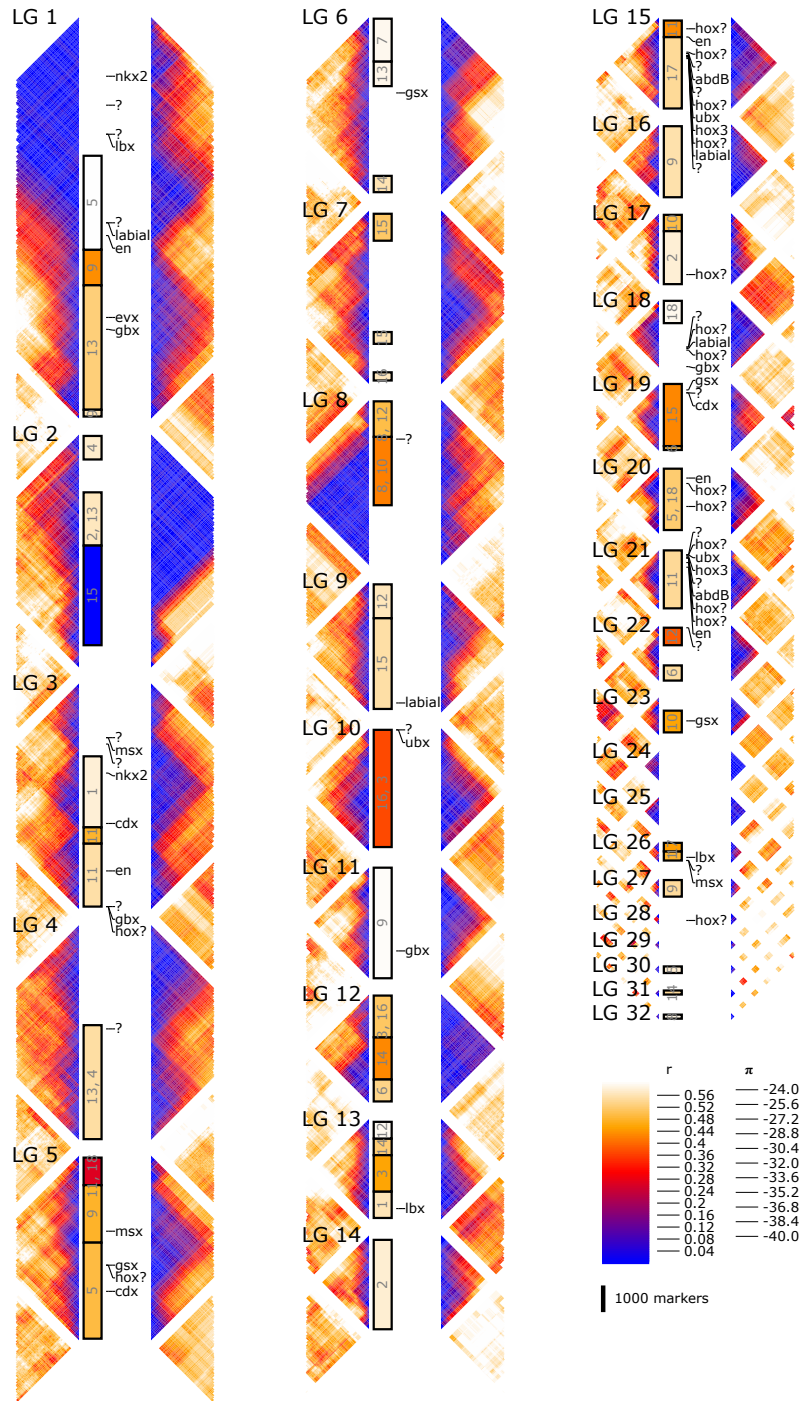 LG 1
nkx2
?
?
lbx
5
?
labial
en
9
evx
gbx
13
LG 2
4
2, 13
15
LG 3
?
msx
?
nkx2
1
cdx
11
11
en
?
gbx
hox?
LG 4
?
13, 4
LG 5
9
msx
gsx
hox?
5
cdx
LG 6
7
13
gsx
14
LG 7
15
LG 8
8, 12
?
8, 10
LG 9
12
15
labial
LG 10
?
ubx
LG 11
9
gbx
LG 12
14
6
LG 13
12
14
3
1
lbx
LG 14
2
LG 15
11
hox?
en
hox?
?
17
abdB
?
hox?
ubx
hox3
hox?
labial
?
LG 16
9
LG 17
10
2
hox?
LG 18
18
?
hox?
labial
hox?
gbx
gsx
LG 19
?
cdx
15
LG 20
en
hox?
5, 18
hox?
LG 21
?
hox?
ubx
hox3
?
11
abdB
hox?
hox?
LG 22
en
?
6
LG 23
10
gsx
LG 24
LG 25
LG 26
lbx
?
LG 27
9
msx
LG 28
hox?
LG 29
LG 30
LG 31
LG 32
r π
0.56 -24.0
0.52 -25.6
0.48 -27.2
0.44 -28.8
0.4 -30.4
0.36 -32.0
0.32 -33.6
0.28 -35.2
0.24 -36.8
0.2 -38.4
0.16 -40.0
0.12
0.08
0.04
1000 markers